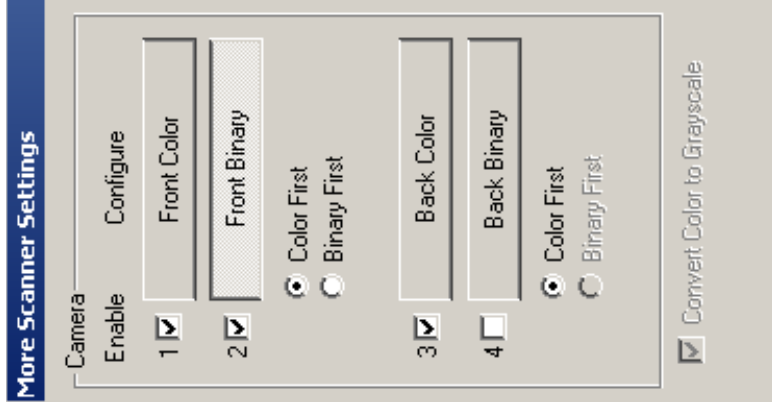 More Scanner Settings
Camera
Enable Configure
1 Front Color
2 Front Binary
Color First
Binary First
3 Back Color
4 Back Binary
Color First
Binary First
Convert Color to Grayscale